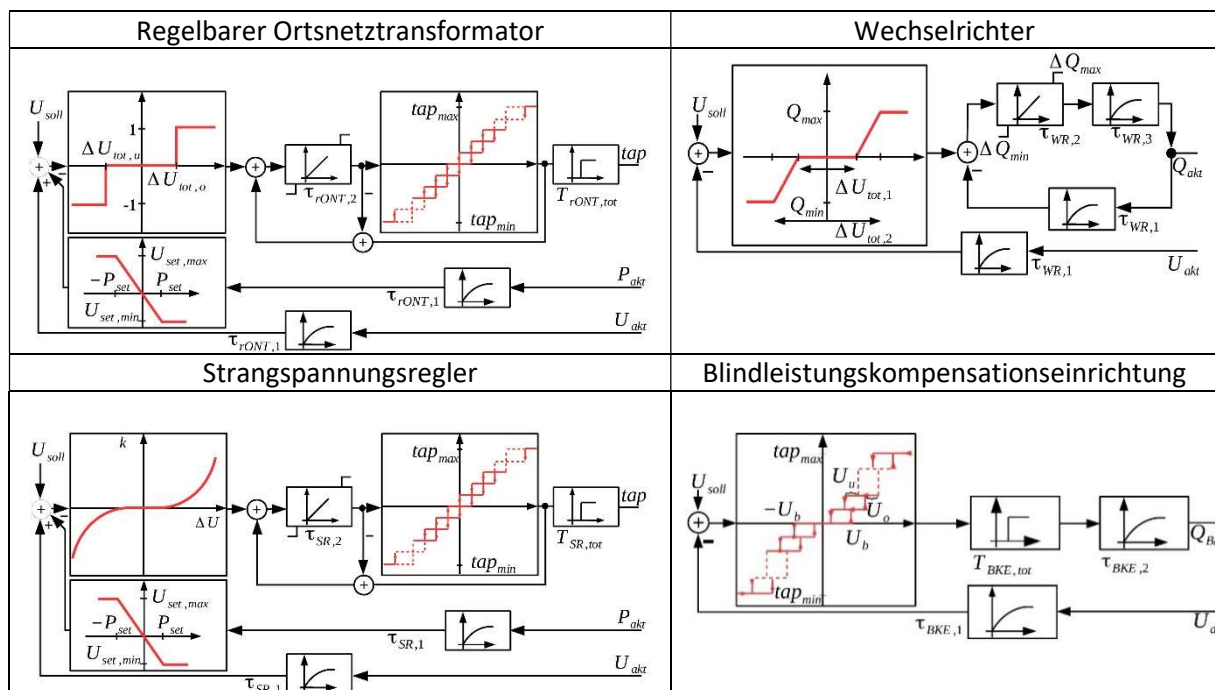 Regelbarer Ortsnetztransformator
U_soll
1
ΔU_tot,u
ΔU_tot,o
-1
+
+
−
τ_rONT,2
−
+
tap_max
tap_min
tap
T_rONT,tot
U_set,max
−P_set
P_set
U_set,min
τ_rONT,1
P_akt
τ_rONT,1
U_akt
Wechselrichter
U_soll
+
−
Q_max
Q_min
ΔU_tot,1
ΔU_tot,2
+
−
ΔQ_max
ΔQ_min
τ_WR,2
τ_WR,3
Q_akt
τ_WR,1
τ_WR,1
U_akt
Strangspannungsregler
U_soll
k
ΔU
+
+
−
τ_SR,2
−
+
tap_max
tap_min
tap
T_SR,tot
U_set,max
−P_set
P_set
U_set,min
τ_SR,1
P_akt
τ_SR,1
U_akt
Blindleistungskompensationseinrichtung
U_soll
+
−
tap_max
U_u
−U_b
U_o
U_b
tap_min
T_BKE,tot
τ_BKE,2
τ_BKE,1